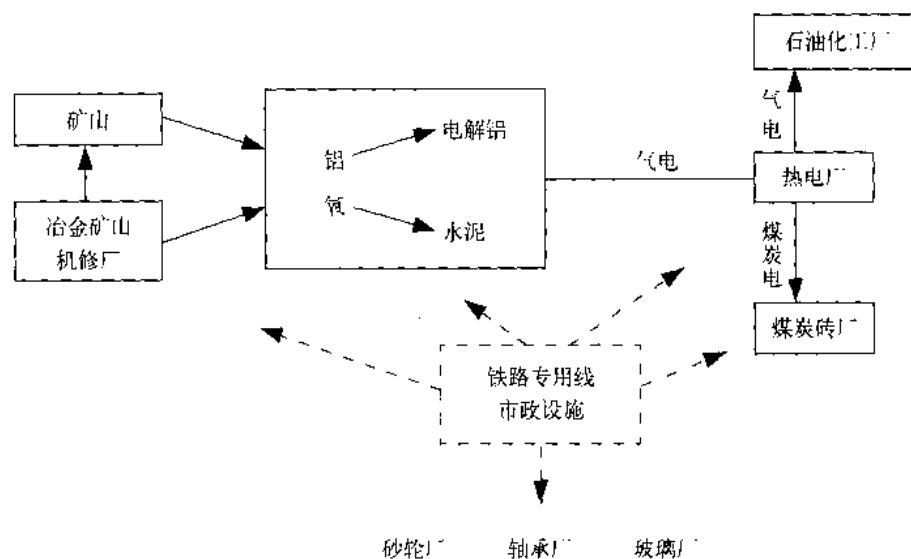 石油化工厂
矿山
电解铝
气
电
铝
气电
热电厂
氧
冶金矿山
机修厂
水泥
煤
炭
电
煤炭砖厂
铁路专用线
市政设施
砂轮厂
轴承厂
玻璃厂